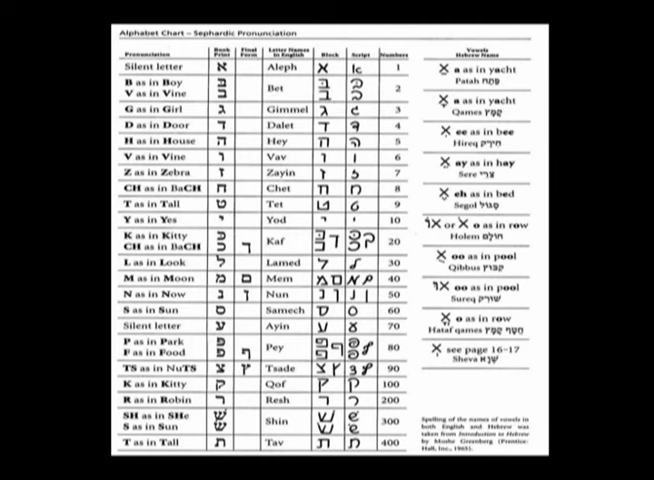 Alphabet Chart – Sephardic Pronunciation
Pronunciation Book Print Final Form Letter Names in English Block Script Numbers
Silent letter א Aleph א א 1
B as in Boy בּ Bet בּ בּ 2
V as in Vine ב ב ב
G as in Girl ג Gimmel ג ג 3
D as in Door ד Dalet ד ד 4
H as in House ה Hey ה ה 5
V as in Vine ו Vav ו ו 6
Z as in Zebra ז Zayin ז ז 7
CH as in BaCH ח Chet ח ח 8
T as in Tall ט Tet ט ט 9
Y as in Yes י Yod י י 10
K as in Kitty כּ Kaf כּ כּ 20
CH as in BaCH כ ך כ ך כ ך
L as in Look ל Lamed ל ל 30
M as in Moon מ ם Mem מ ם מ ם 40
N as in Now נ ן Nun נ ן נ ן 50
S as in Sun ס Samech ס ס 60
Silent letter ע Ayin ע ע 70
P as in Park פּ Pey פּ פּ 80
F as in Food פ ף פ ף פ ף
TS as in NuTS צ ץ Tsade צ ץ צ ץ 90
K as in Kitty ק Qof ק ק 100
R as in Robin ר Resh ר ר 200
SH as in SHe שׁ Shin שׁ שׁ 300
S as in Sun שׂ שׂ שׂ
T as in Tall ת Tav ת ת 400
Vowels
Hebrew Name
a as in yacht
Patah פַּתַח
a as in yacht
Qames קָמֶץ
ee as in bee
Hireq חִירִיק
ay as in hay
Sere צֵרֵי
eh as in bed
Segol סֶגוֹל
or o as in row
Holem חוֹלָם
oo as in pool
Qibbus קִבּוּץ
oo as in pool
Sureq שׁוּרִיק
o as in row
Hataf qames חֲטַף קָמֶץ
see page 16-17
Sheva שְׁוָא
Spelling of the names of vowels in
both English and Hebrew was
taken from Introduction to Hebrew
by Moshe Greenberg (Prentice-
Hall, Inc., 1965).